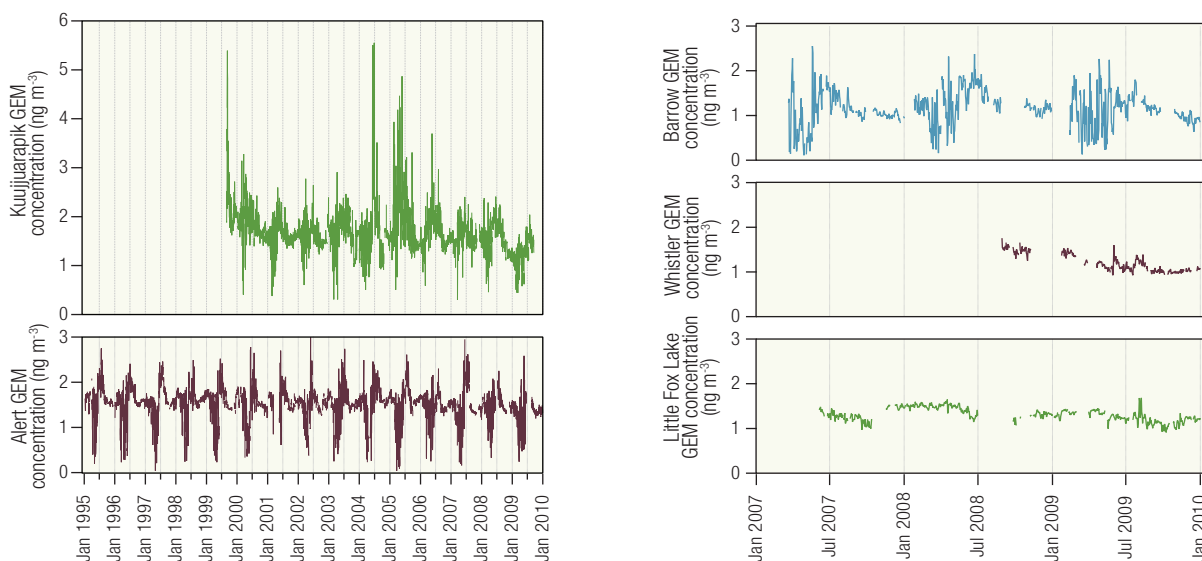 Kuujjuarapik GEM
concentration (ng m-3)
6
5
4
3
2
1
0
Alert GEM
concentration (ng m-3)
3
2
1
0
Jan 1995
Jan 1996
Jan 1997
Jan 1998
Jan 1999
Jan 2000
Jan 2001
Jan 2002
Jan 2003
Jan 2004
Jan 2005
Jan 2006
Jan 2007
Jan 2008
Jan 2009
Jan 2010
Barrow GEM
concentration
(ng m-3)
3
2
1
0
Whistler GEM
concentration
(ng m-3)
3
2
1
0
Little Fox Lake
GEM concentration
(ng m-3)
3
2
1
0
Jan 2007
Jul 2007
Jan 2008
Jul 2008
Jan 2009
Jul 2009
Jan 2010